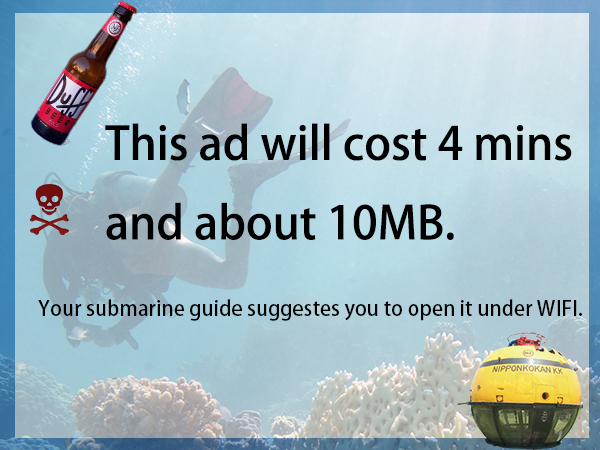 Duff
BEER
This ad will cost 4 mins
and about 10MB.
Your submarine guide suggestes you to open it under WIFI.
NIPPONKOKAN KK